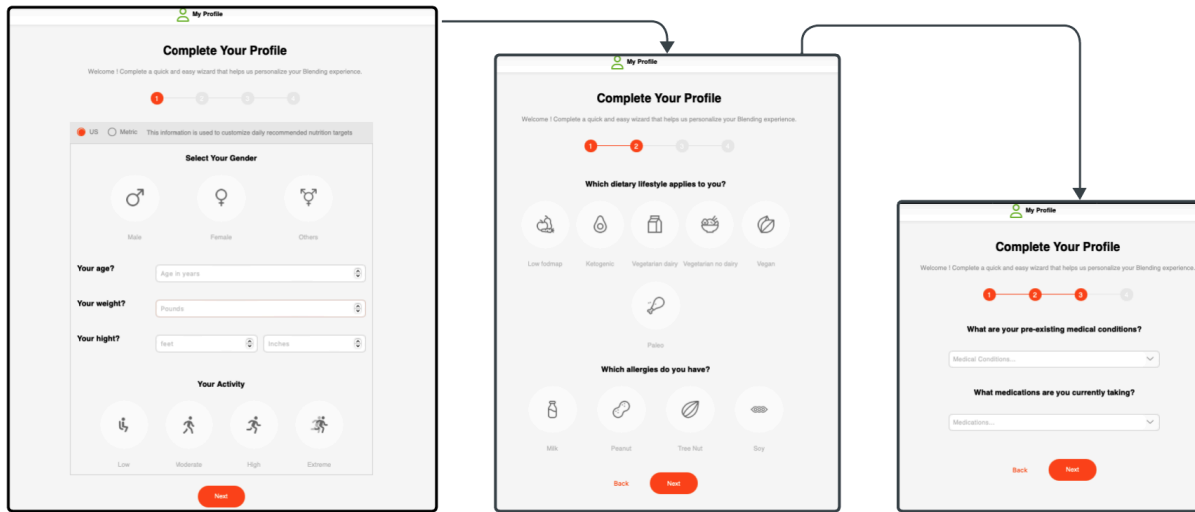 My Profile
Complete Your Profile
Welcome ! Complete a quick and easy wizard that helps us personalize your Blending experience.
1 2 3 4
US Metric This information is used to customize daily recommended nutrition targets
Select Your Gender
Male Female Others
Your age? Age in years
Your weight? Pounds
Your hight? feet Inches
Your Activity
Low Moderate High Extreme
Next
My Profile
Complete Your Profile
Welcome ! Complete a quick and easy wizard that helps us personalize your Blending experience.
1 2 3 4
Which dietary lifestyle applies to you?
Low fodmap Ketogenic Vegetarian dairy Vegetarian no dairy Vegan
Paleo
Which allergies do you have?
Milk Peanut Tree Nut Soy
Back Next
My Profile
Complete Your Profile
Welcome ! Complete a quick and easy wizard that helps us personalize your Blending experience.
1 2 3 4
What are your pre-existing medical conditions?
Medical Conditions...
What medications are you currently taking?
Medications...
Back Next